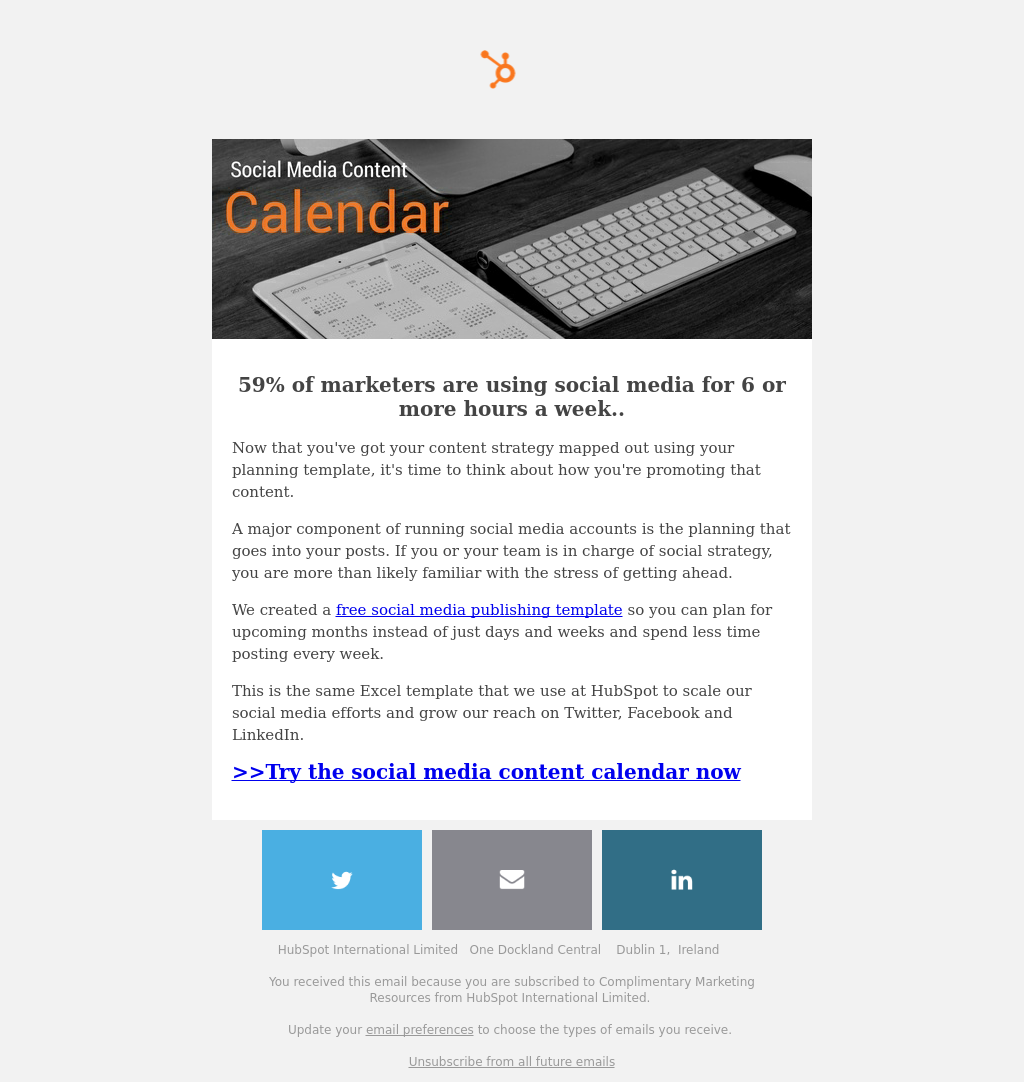 Social Media Content
Calendar
2015
59% of marketers are using social media for 6 or
more hours a week..
Now that you've got your content strategy mapped out using your
planning template, it's time to think about how you're promoting that
content.
A major component of running social media accounts is the planning that
goes into your posts. If you or your team is in charge of social strategy,
you are more than likely familiar with the stress of getting ahead.
We created a free social media publishing template so you can plan for
upcoming months instead of just days and weeks and spend less time
posting every week.
This is the same Excel template that we use at HubSpot to scale our
social media efforts and grow our reach on Twitter, Facebook and
LinkedIn.
>>Try the social media content calendar now
in
HubSpot International Limited One Dockland Central Dublin 1, Ireland
You received this email because you are subscribed to Complimentary Marketing
Resources from HubSpot International Limited.
Update your email preferences to choose the types of emails you receive.
Unsubscribe from all future emails